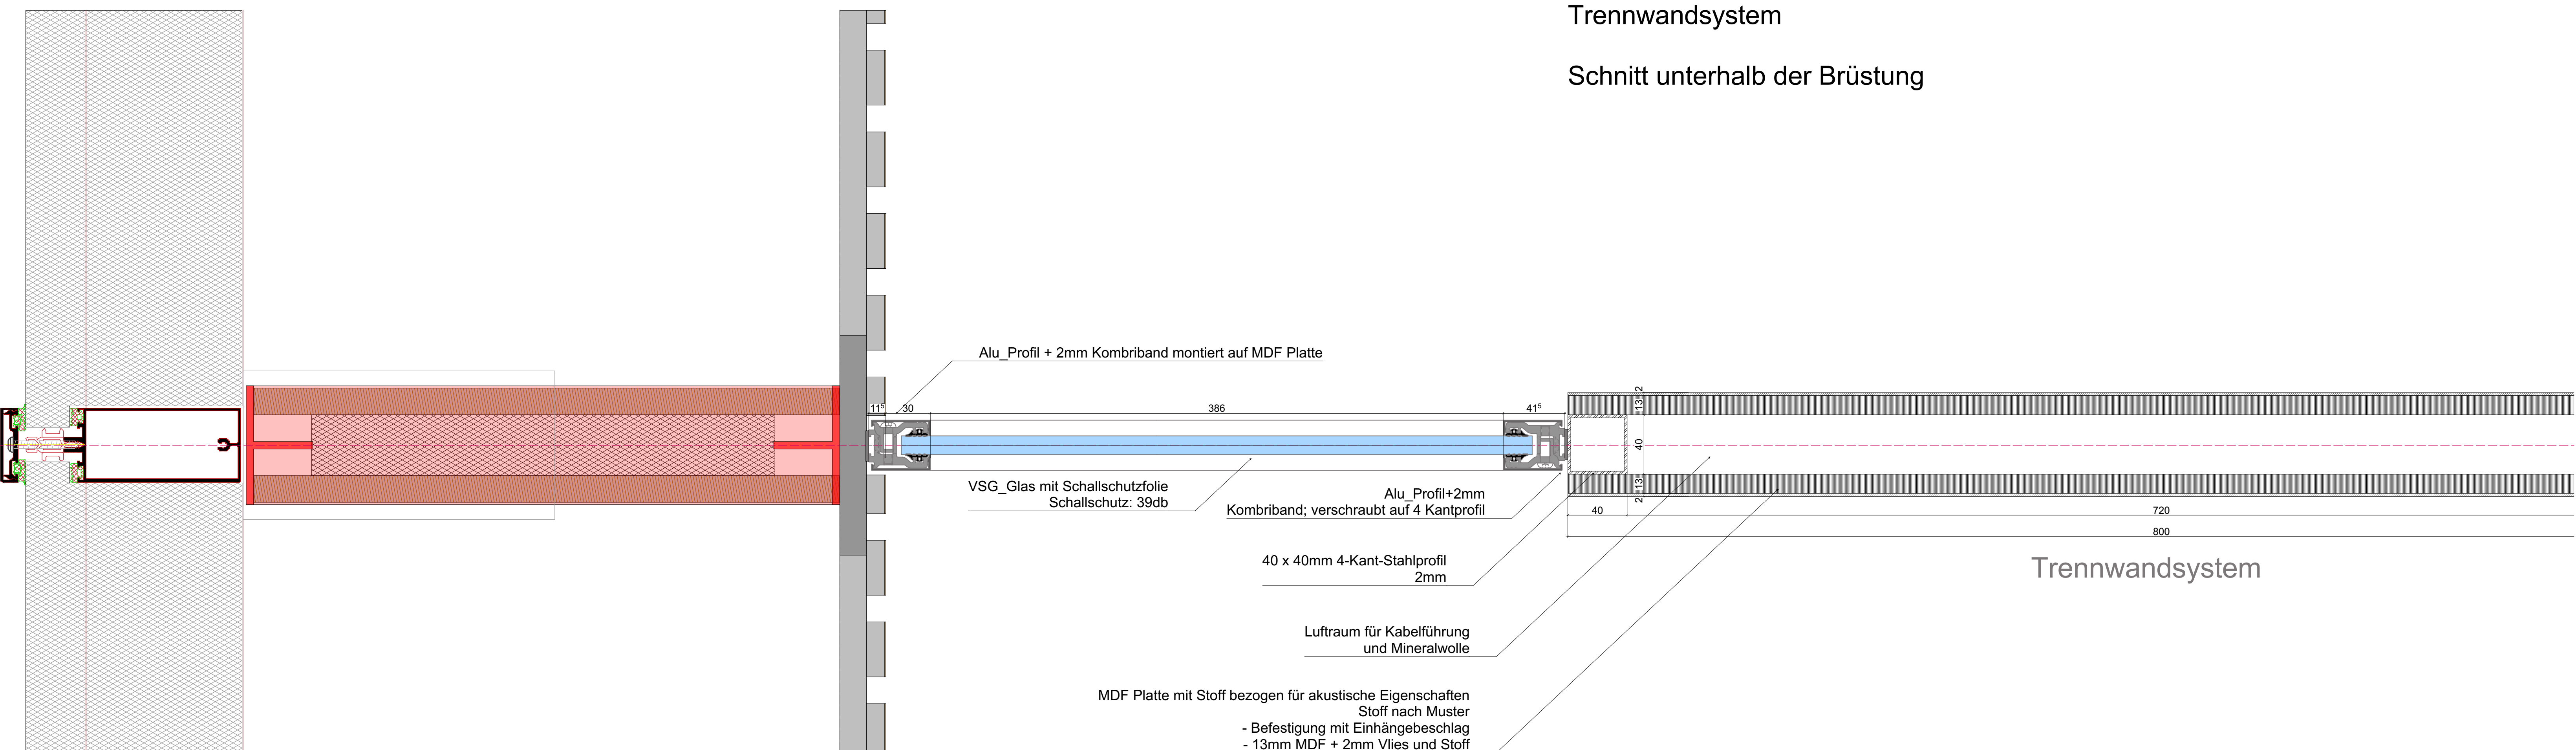 Trennwandsystem
Schnitt unterhalb der Brüstung
Alu_Profil + 2mm Kombriband montiert auf MDF Platte
11⁵ 30 386 41⁵
2
13
40
13
2
VSG_Glas mit Schallschutzfolie
Schallschutz: 39db
Alu_Profil+2mm
Kombriband; verschraubt auf 4 Kantprofil
40 720
800
40 x 40mm 4-Kant-Stahlprofil
2mm
Trennwandsystem
Luftraum für Kabelführung
und Mineralwolle
MDF Platte mit Stoff bezogen für akustische Eigenschaften
Stoff nach Muster
- Befestigung mit Einhängebeschlag
- 13mm MDF + 2mm Vlies und Stoff